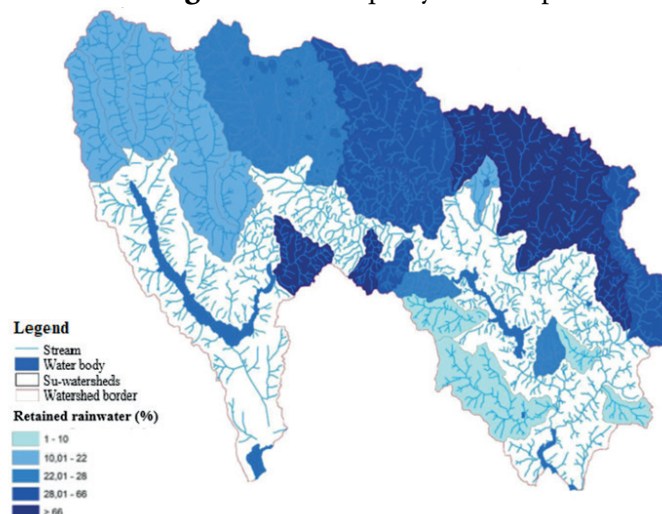 Legend
Stream
Water body
Su-watersheds
Watershed border
Retained rainwater (%)
1 - 10
10,01 - 22
22,01 - 28
28,01 - 66
> 66